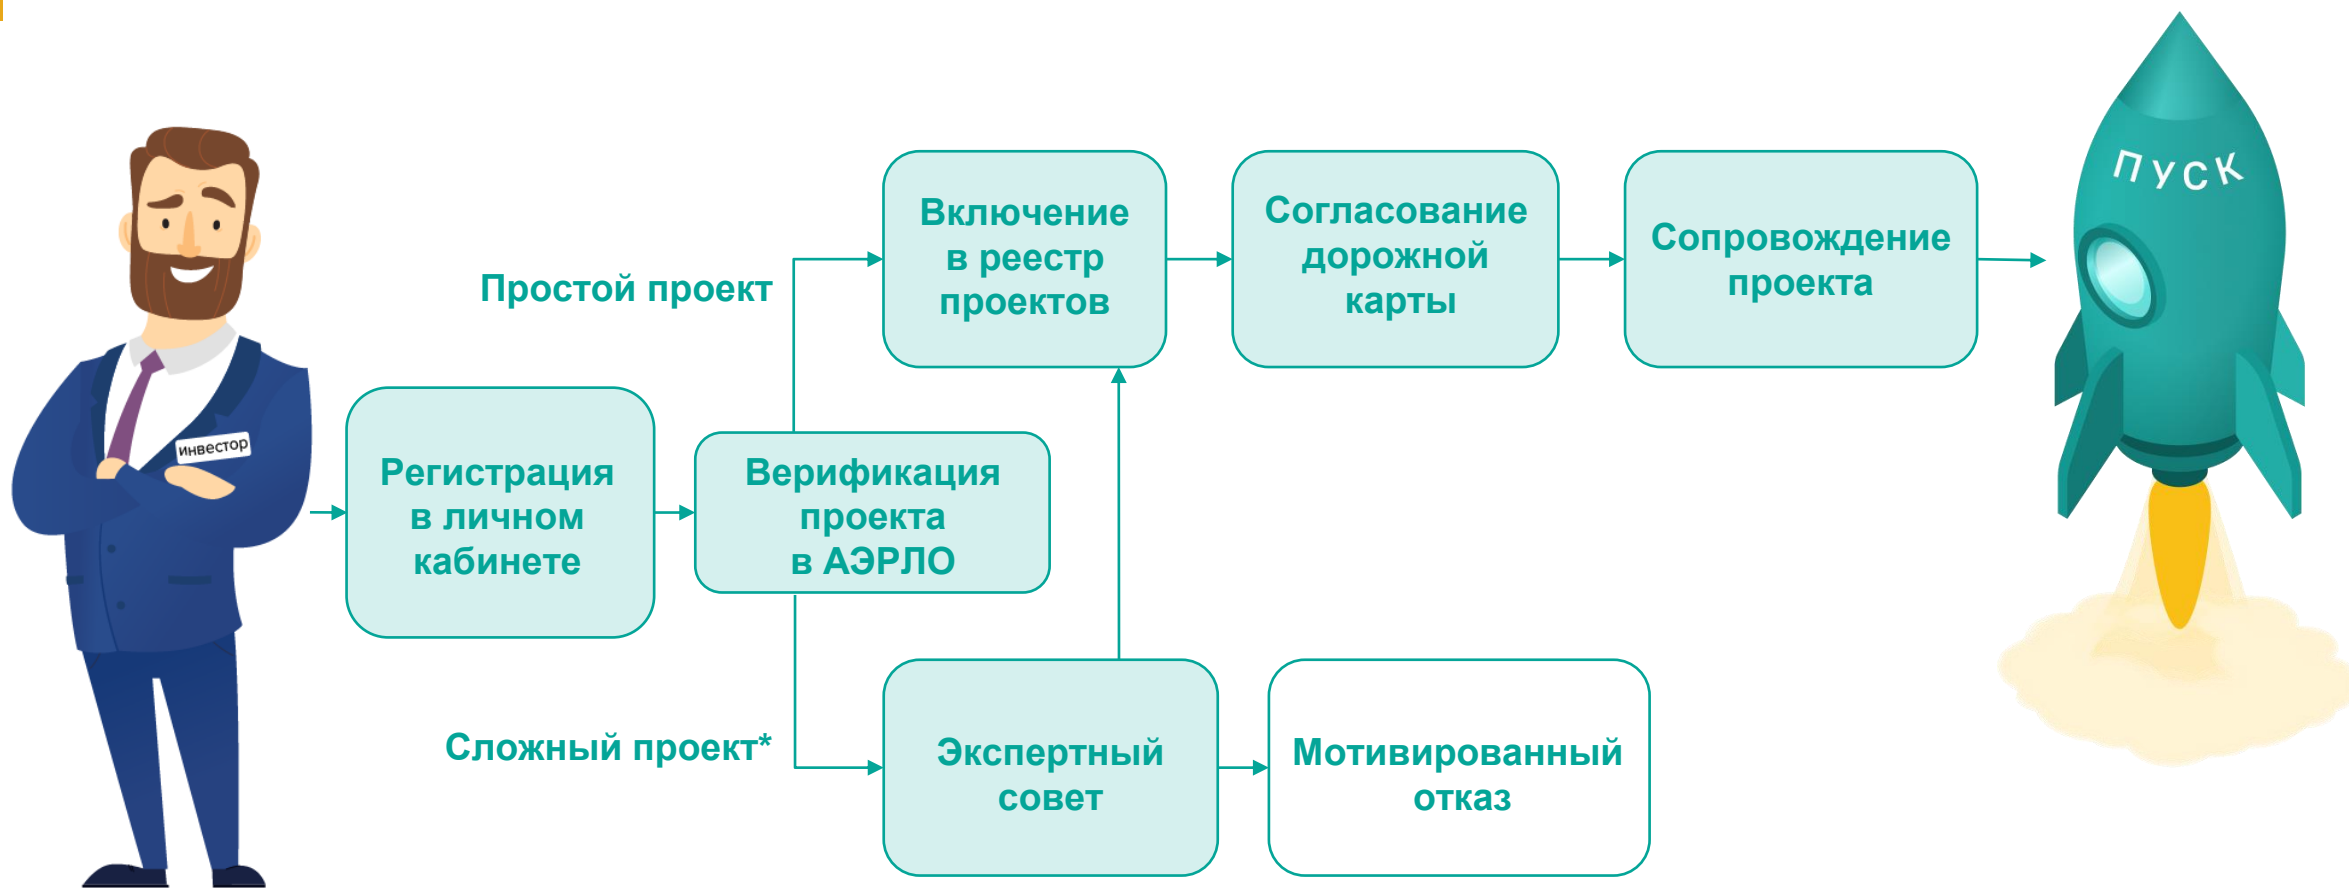 инвестор
Регистрация
в личном
кабинете
Верификация
проекта
в АЭРЛО
Простой проект
Включение
в реестр
проектов
Согласование
дорожной
карты
Сопровождение
проекта
ПУСК
Сложный проект*
Экспертный
совет
Мотивированный
отказ